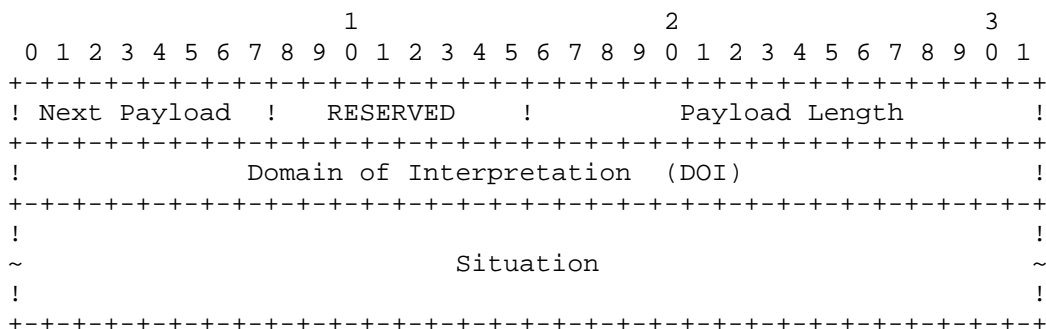 1                   2                   3
 0 1 2 3 4 5 6 7 8 9 0 1 2 3 4 5 6 7 8 9 0 1 2 3 4 5 6 7 8 9 0 1
+-+-+-+-+-+-+-+-+-+-+-+-+-+-+-+-+-+-+-+-+-+-+-+-+-+-+-+-+-+-+-+-+
! Next Payload  !   RESERVED    !         Payload Length        !
+-+-+-+-+-+-+-+-+-+-+-+-+-+-+-+-+-+-+-+-+-+-+-+-+-+-+-+-+-+-+-+-+
!              Domain of Interpretation  (DOI)                  !
+-+-+-+-+-+-+-+-+-+-+-+-+-+-+-+-+-+-+-+-+-+-+-+-+-+-+-+-+-+-+-+-+
!                                                               !
~                           Situation                           ~
!                                                               !
+-+-+-+-+-+-+-+-+-+-+-+-+-+-+-+-+-+-+-+-+-+-+-+-+-+-+-+-+-+-+-+-+